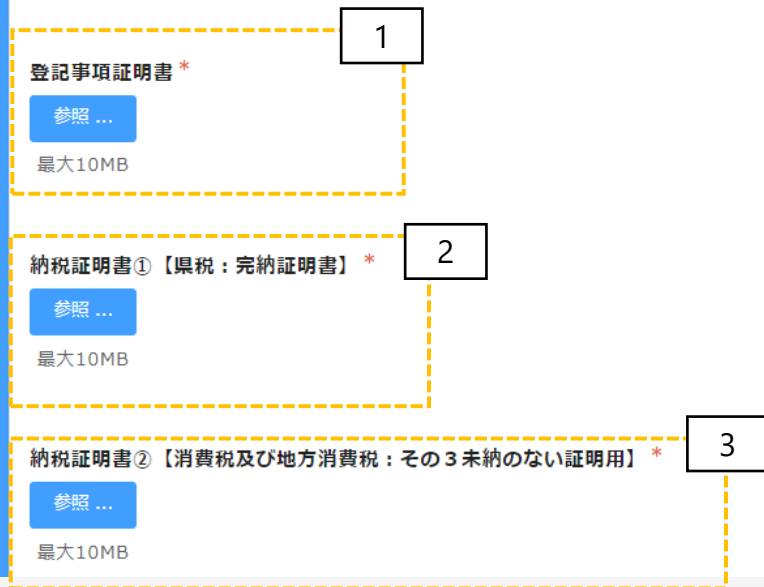 1
登記事項証明書*
参照 ...
最大10MB
2
納税証明書①【県税：完納証明書】 *
参照 ...
最大10MB
3
納税証明書②【消費税及び地方消費税：その３未納のない証明用】 *
参照 ...
最大10MB